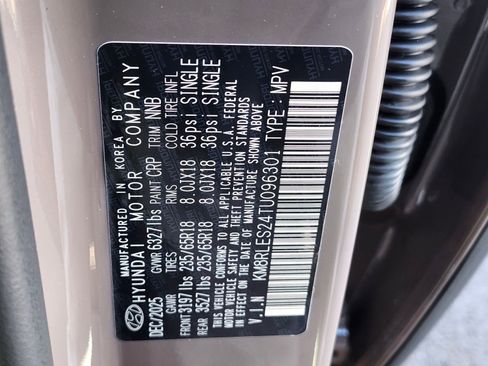 MANUFACTURED IN KOREA BY
HYUNDAI MOTOR COMPANY
DEC/2025 GVWR 6327lbs PAINT CRP TRIM NNB
GAWR TIRES RIMS COLD TIRE INFL
FRONT 3197lbs 235/65R18 8.0JX18 36psi SINGLE
REAR 3527lbs 235/65R18 8.0JX18 36psi SINGLE
THIS VEHICLE CONFORMS TO ALL APPLICABLE U.S.A. FEDERAL
MOTOR VEHICLE SAFETY, BUMPER, AND THEFT PREVENTION STANDARDS
IN EFFECT ON THE DATE OF MANUFACTURE SHOWN ABOVE.
V.I.N : KM8RLES24TU096301 TYPE : MPV